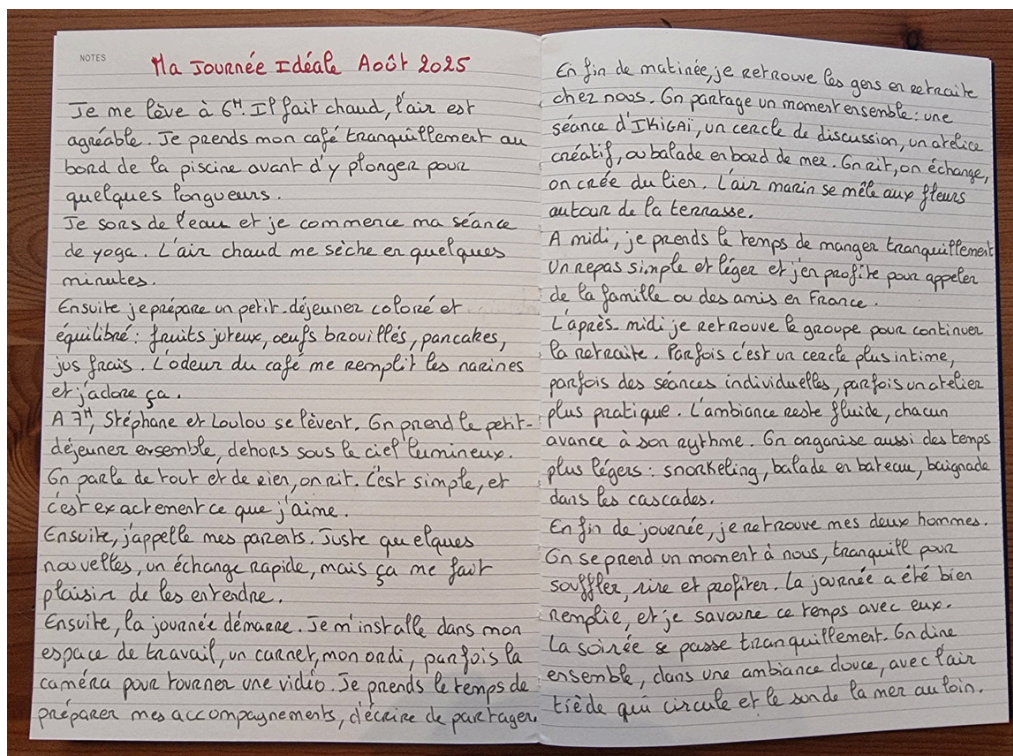 NOTES
Ma Journée Idéale Août 2025
Je me lève à 6H. Il fait chaud, l'air est
agréable. Je prends mon café tranquillement au
bord de la piscine avant d'y plonger pour
quelques longueurs.
Je sors de l'eau et je commence ma séance
de yoga. L'air chaud me sèche en quelques
minutes.
Ensuite je prépare un petit-déjeuner coloré et
équilibré : fruits juteux, oeufs brouillés, pancakes,
jus frais. L'odeur du café me remplit les narines
et j'adore ça.
A 7H, Stéphane et Loulou se lèvent. On prend le petit-
déjeuner ensemble, dehors sous le ciel lumineux.
On parle de tout et de rien, on rit. C'est simple, et
c'est exactement ce que j'aime.
Ensuite, j'appelle mes parents. Juste quelques
nouvelles, un échange rapide, mais ça me fait
plaisir de les entendre.
Ensuite, la journée démarre. Je m'installe dans mon
espace de travail, un carnet, mon ordi, parfois la
caméra pour tourner une vidéo. Je prends le temps de
préparer mes accompagnements, d'écrire de partager.
En fin de matinée, je retrouve les gens en retraite
chez nous. On partage un moment ensemble : une
séance d'IKIGAÏ, un cercle de discussion, un atelier
créatif, ou balade en bord de mer. On rit, on échange,
on crée du lien. L'air marin se mêle aux fleurs
autour de la terrasse.
A midi, je prends le temps de manger tranquillement
Un repas simple et léger et j'en profite pour appeler
de la famille ou des amis en France.
L'après-midi je retrouve le groupe pour continuer
la retraite. Parfois c'est un cercle plus intime,
parfois des séances individuelles, parfois un atelier
plus pratique. L'ambiance reste fluide, chacun
avance à son rythme. On organise aussi des temps
plus légers : snorkeling, balade en bateau, baignade
dans les cascades.
En fin de journée, je retrouve mes deux hommes.
On se prend un moment à nous, tranquill pour
souffler, rire et profiter. La journée a été bien
remplie, et je savoure ce temps avec eux.
La soirée se passe tranquillement. On dine
ensemble, dans une ambiance douce, avec l'air
tiède qui circule et le son de la mer au loin.